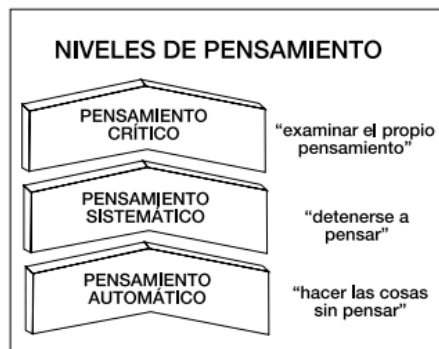 NIVELES DE PENSAMIENTO
PENSAMIENTO
CRÍTICO
“examinar el propio
pensamiento”
PENSAMIENTO
SISTEMÁTICO
“detenerse a
pensar”
PENSAMIENTO
AUTOMÁTICO
“hacer las cosas
sin pensar”